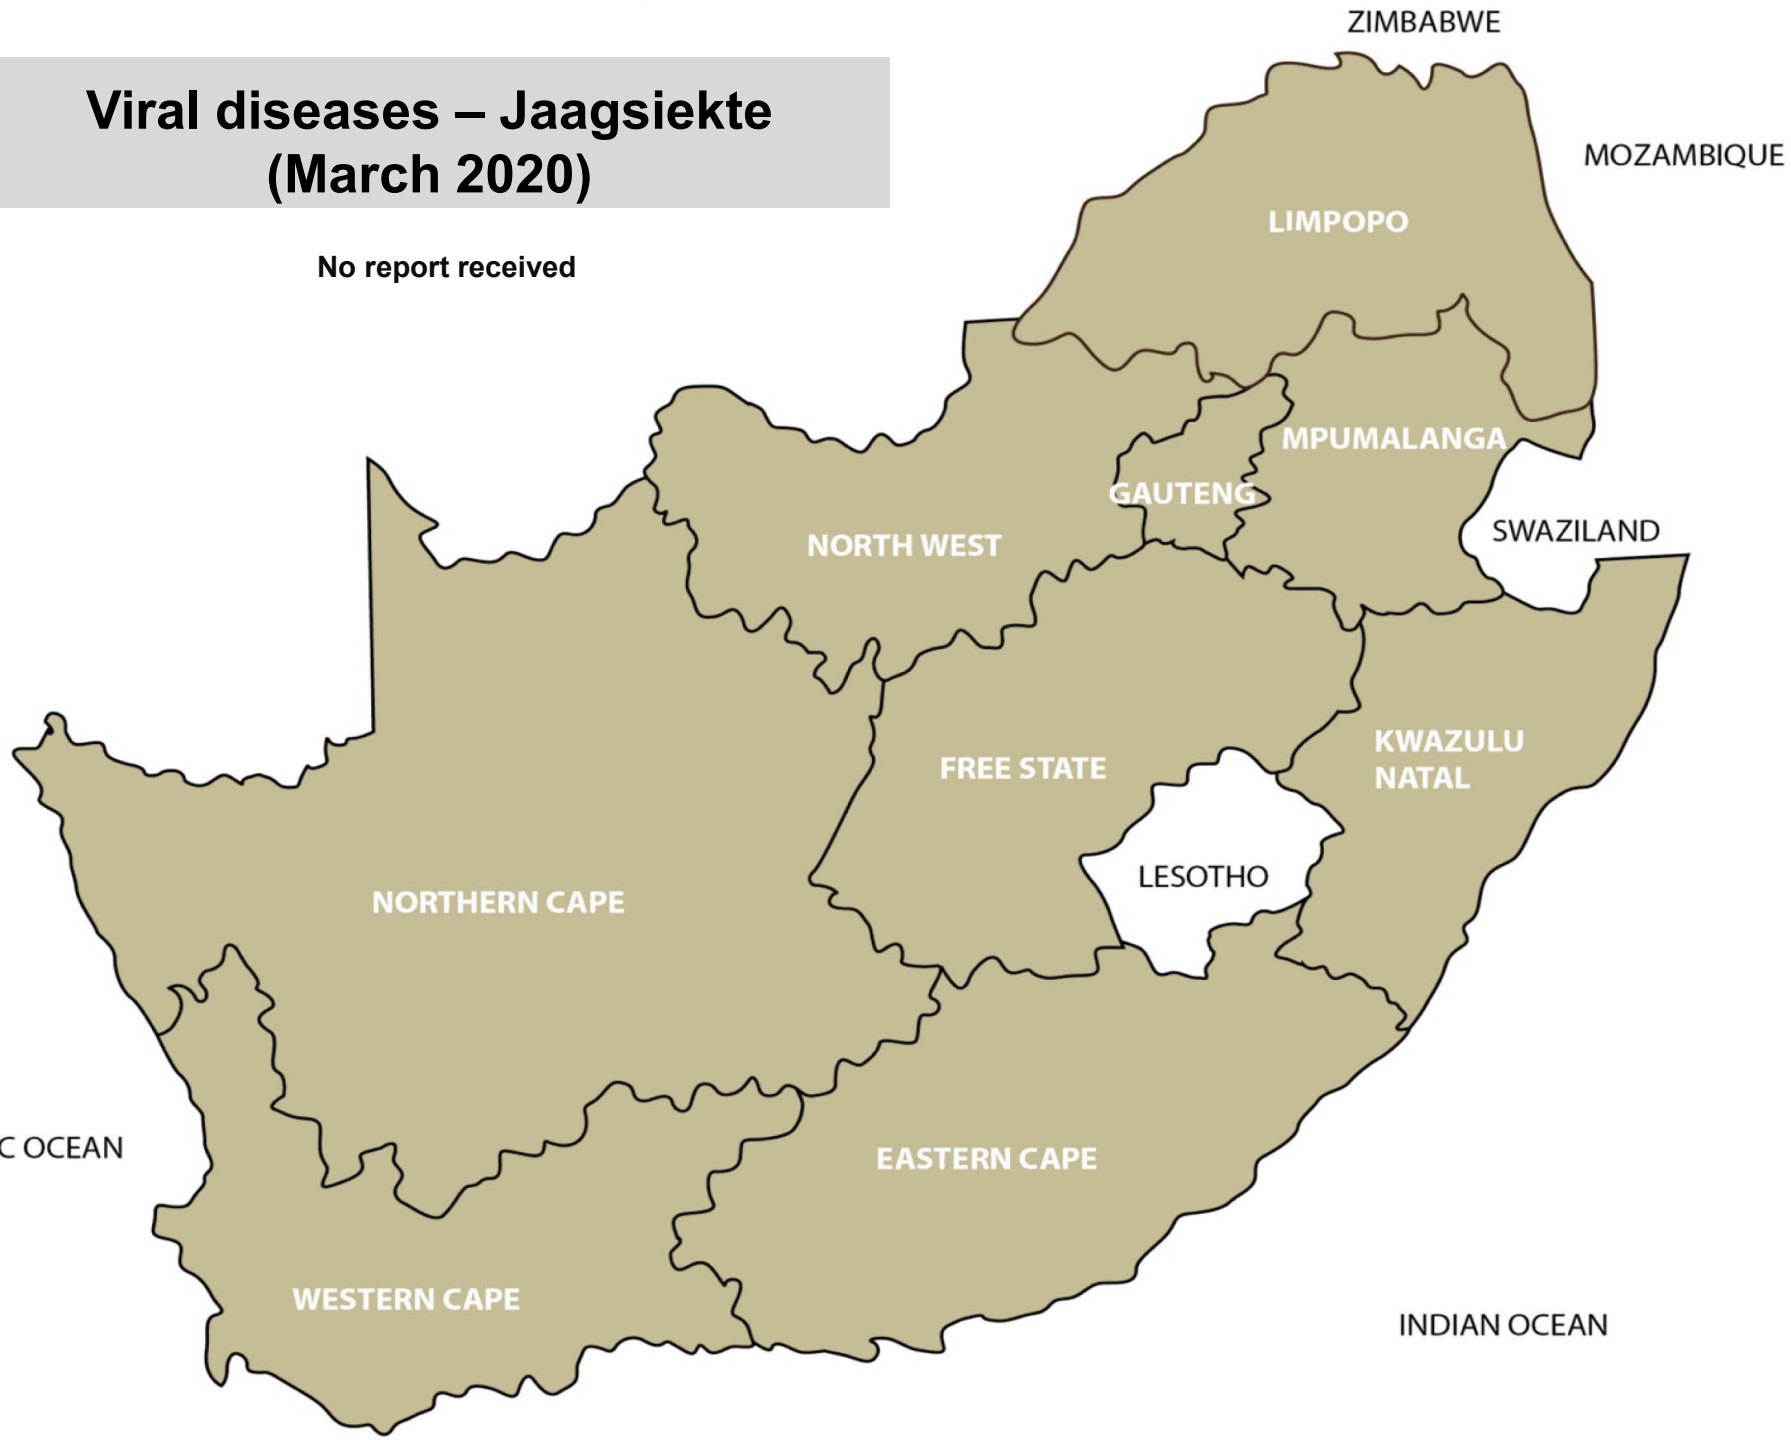 ZIMBABWE
Viral diseases – Jaagsiekte
(March 2020)
MOZAMBIQUE
LIMPOPO
No report received
MPUMALANGA
GAUTENG
SWAZILAND
NORTH WEST
KWAZULU
NATAL
FREE STATE
LESOTHO
NORTHERN CAPE
C OCEAN
EASTERN CAPE
WESTERN CAPE
INDIAN OCEAN